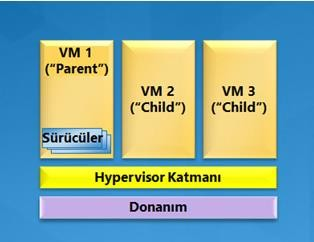 VM 1
("Parent")
Sürücüler
VM 2
("Child")
VM 3
("Child")
Hypervisor Katmanı
Donanım